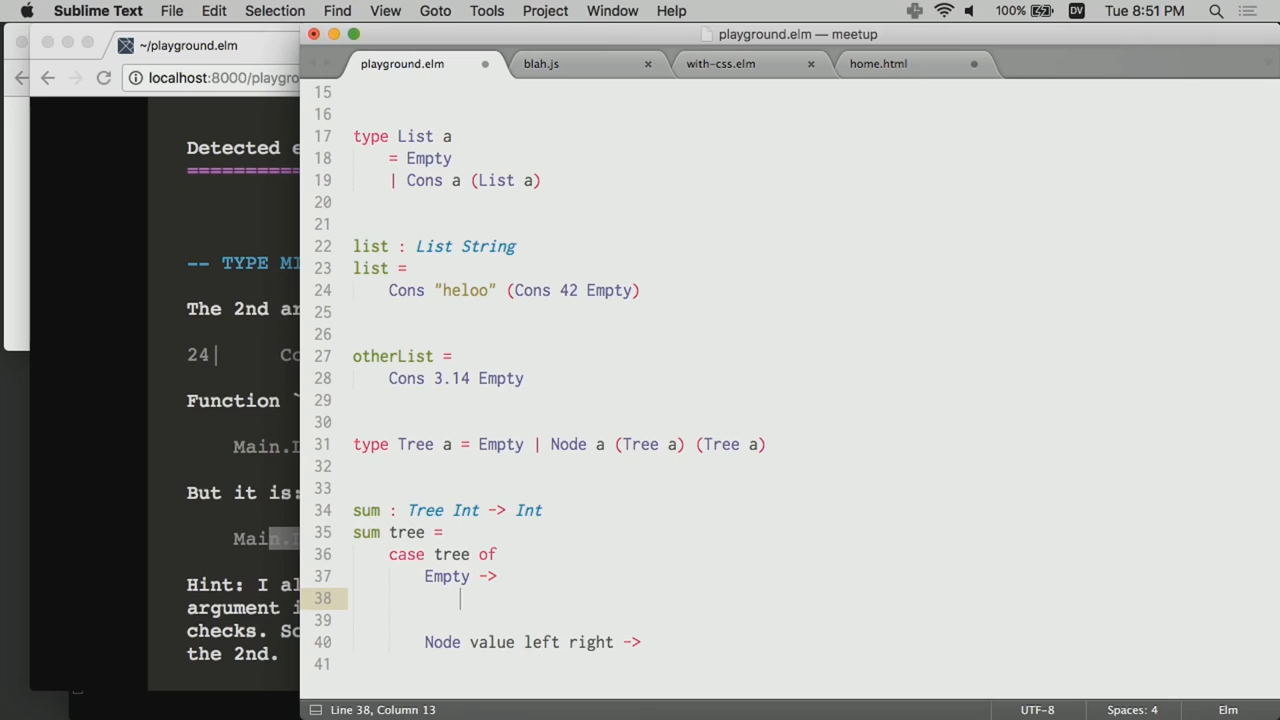 Sublime Text File Edit Selection Find View Goto Tools Project Window Help 100% DV Tue 8:51 PM
~/playground.elm
localhost:8000/playgro
Detected e
==========
-- TYPE MI
The 2nd ar
24| Co
Function `
Main.I
But it is:
Main.I
Hint: I al
argument i
checks. So
the 2nd.
playground.elm — meetup
playground.elm blah.js with-css.elm home.html
15
16
17 type List a
18 = Empty
19 | Cons a (List a)
20
21
22 list : List String
23 list =
24 Cons "heloo" (Cons 42 Empty)
25
26
27 otherList =
28 Cons 3.14 Empty
29
30
31 type Tree a = Empty | Node a (Tree a) (Tree a)
32
33
34 sum : Tree Int -> Int
35 sum tree =
36 case tree of
37 Empty ->
38
39
40 Node value left right ->
41
Line 38, Column 13 UTF-8 Spaces: 4 Elm